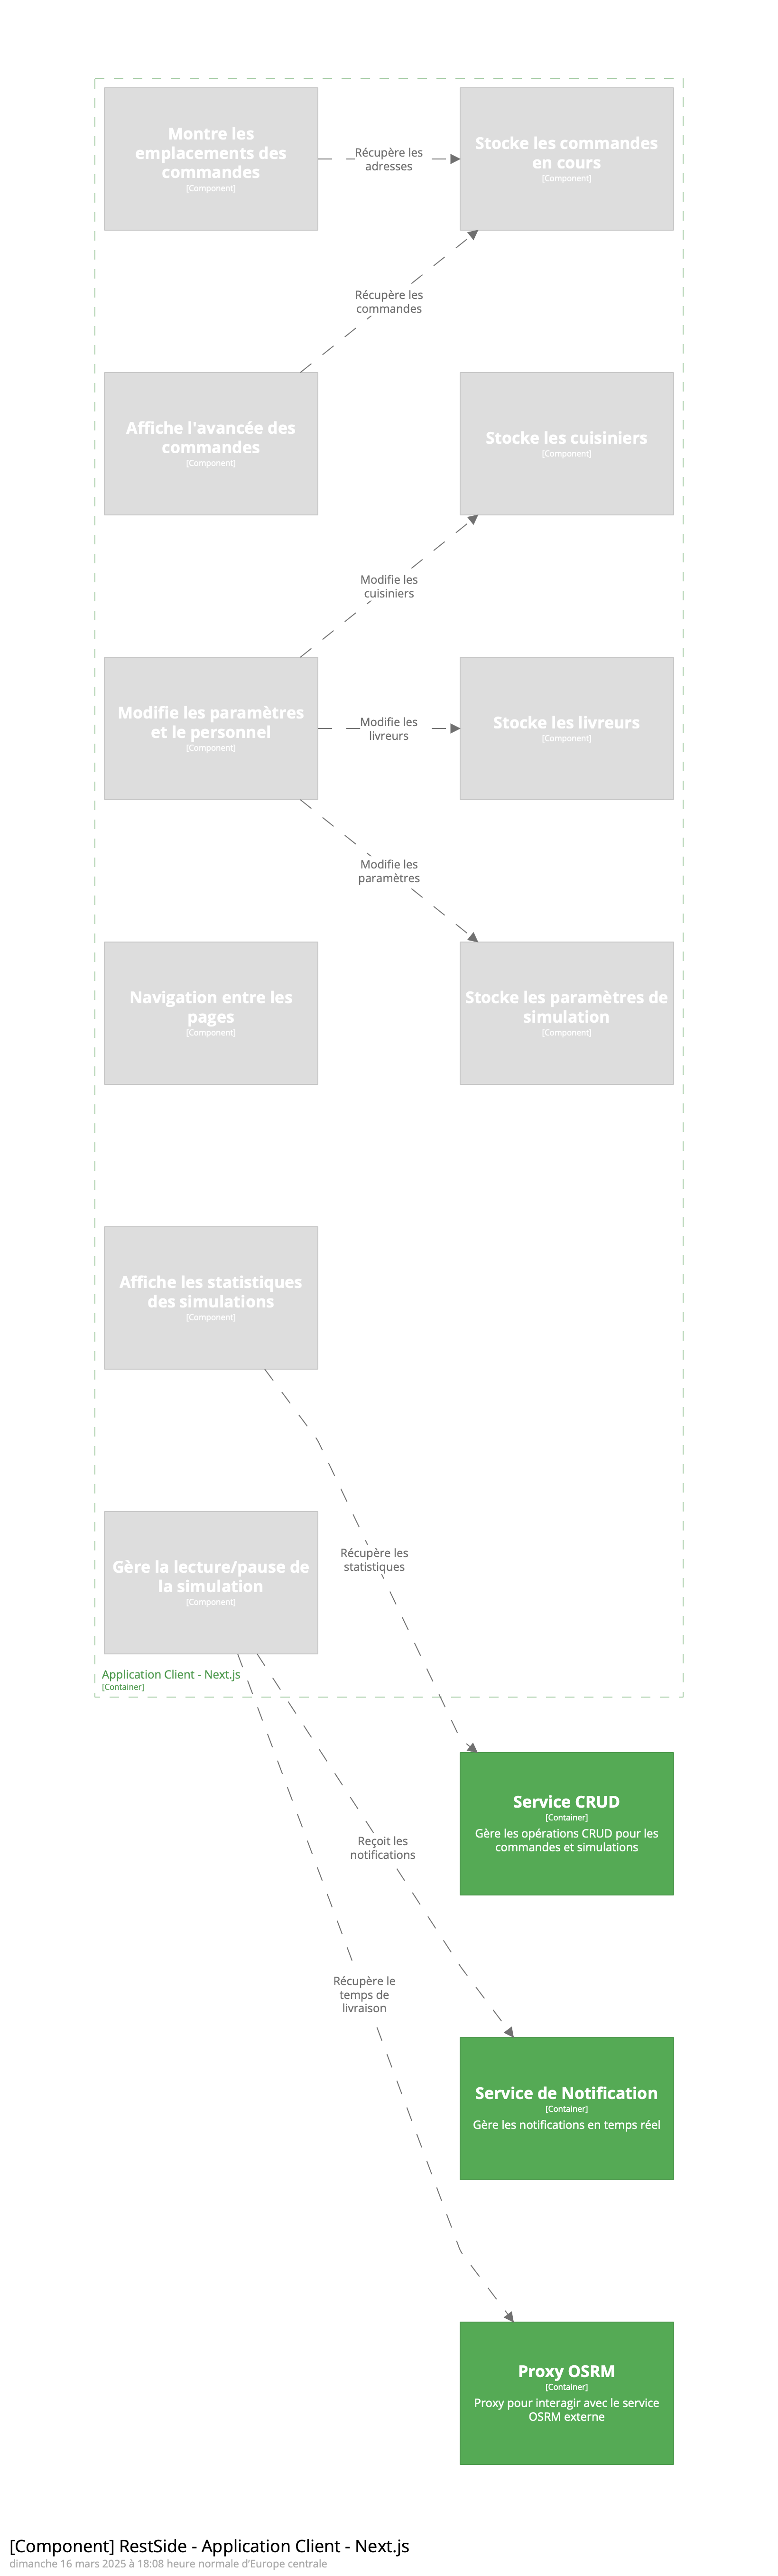 Montre les
emplacements des
commandes
[Component]
Récupère les
adresses
Stocke les commandes
en cours
[Component]
Récupère les
commandes
Affiche l'avancée des
commandes
[Component]
Stocke les cuisiniers
[Component]
Modifie les
cuisiniers
Modifie les paramètres
et le personnel
[Component]
Modifie les
livreurs
Stocke les livreurs
[Component]
Modifie les
paramètres
Navigation entre les
pages
[Component]
Stocke les paramètres de
simulation
[Component]
Affiche les statistiques
des simulations
[Component]
Récupère les
statistiques
Gère la lecture/pause de
la simulation
[Component]
Application Client - Next.js
[Container]
Service CRUD
[Container]
Gère les opérations CRUD pour les
commandes et simulations
Reçoit les
notifications
Récupère le
temps de
livraison
Service de Notification
[Container]
Gère les notifications en temps réel
Proxy OSRM
[Container]
Proxy pour interagir avec le service
OSRM externe
[Component] RestSide - Application Client - Next.js
dimanche 16 mars 2025 à 18:08 heure normale d'Europe centrale